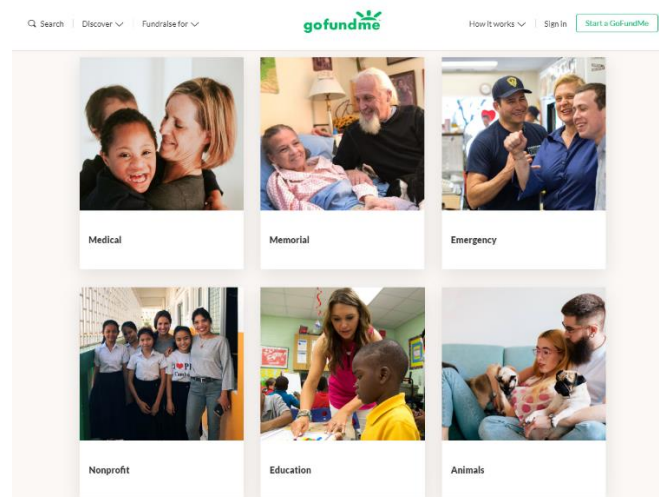 Search Discover Fundraise for gofundme How it works Sign in Start a GoFundMe
Medical Memorial Emergency
Nonprofit Education Animals